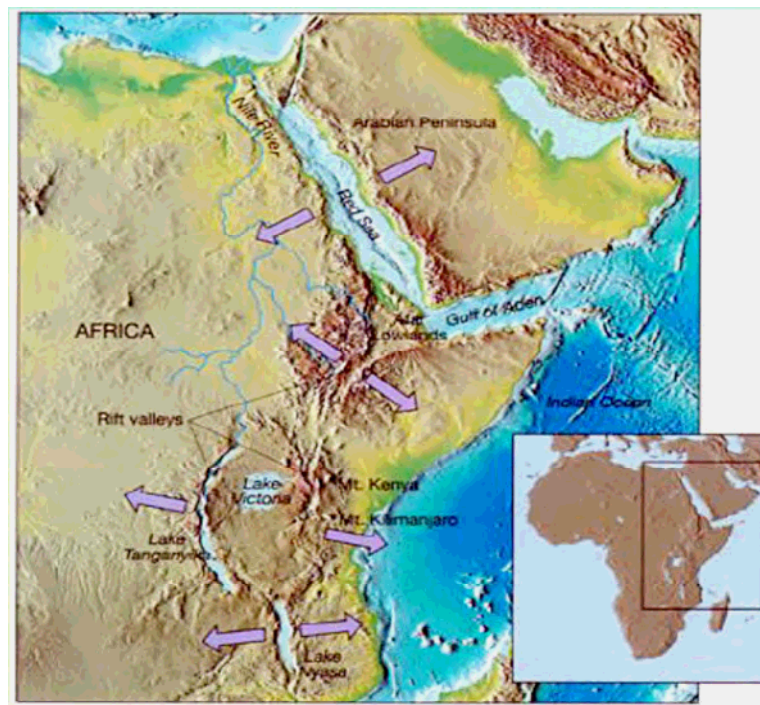 Arabian Peninsula
Nile River
Red Sea
Gulf of Aden
Lowlands
AFRICA
Indian Ocean
Rift valleys
Lake
Victoria
Mt. Kenya
Mt. Kilimanjaro
Lake
Tanganyika
Lake
Nyasa